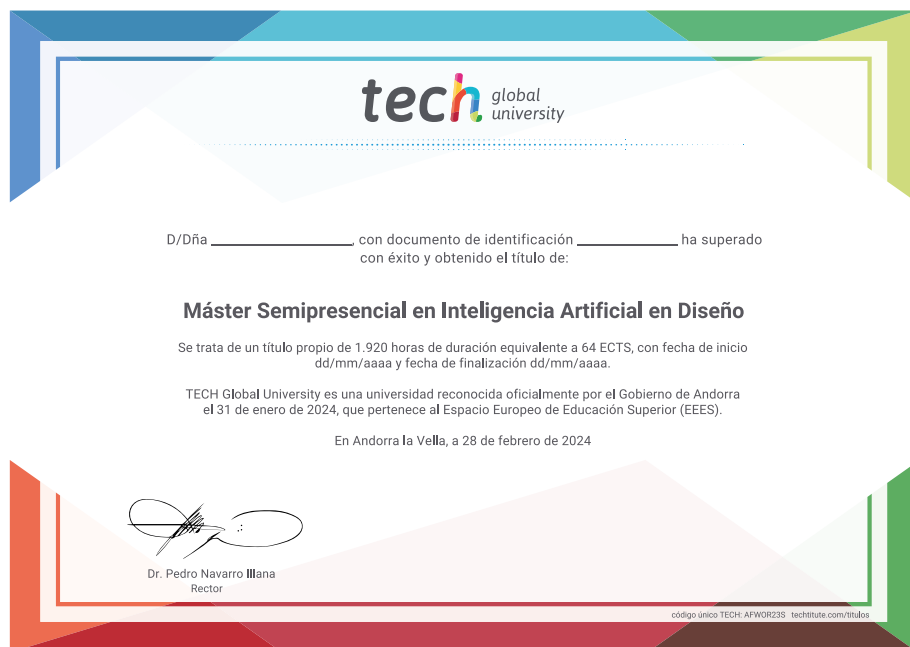 tech global
university
D/Dña ____________________, con documento de identificación ______________ ha superado
con éxito y obtenido el título de:
Máster Semipresencial en Inteligencia Artificial en Diseño
Se trata de un título propio de 1.920 horas de duración equivalente a 64 ECTS, con fecha de inicio
dd/mm/aaaa y fecha de finalización dd/mm/aaaa.
TECH Global University es una universidad reconocida oficialmente por el Gobierno de Andorra
el 31 de enero de 2024, que pertenece al Espacio Europeo de Educación Superior (EEES).
En Andorra la Vella, a 28 de febrero de 2024
Dr. Pedro Navarro Illana
Rector
código único TECH: AFWOR23S techtitute.com/titulos